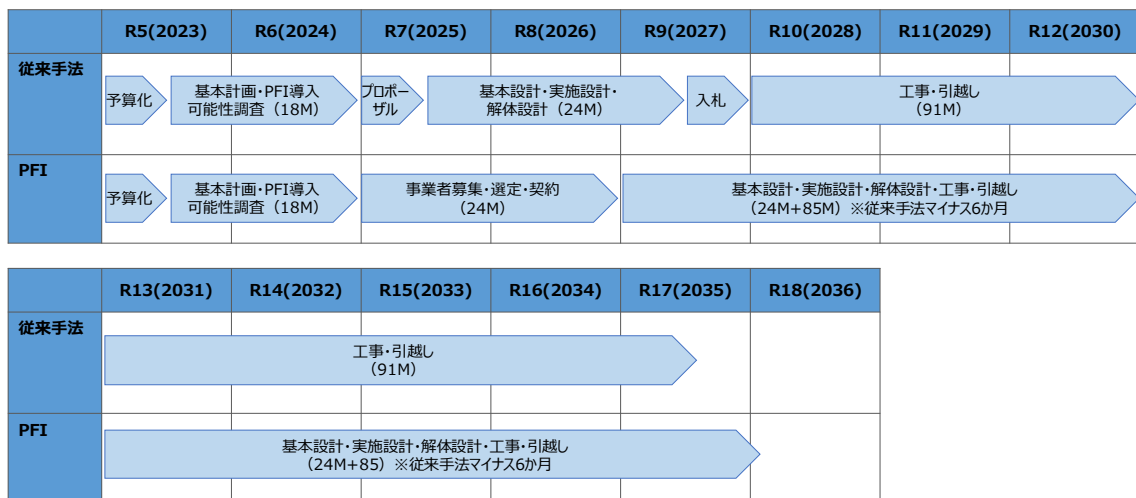 R5(2023) R6(2024) R7(2025) R8(2026) R9(2027) R10(2028) R11(2029) R12(2030)
従来手法
予算化
基本計画・PFI導入
可能性調査（18M）
プロポー
ザル
基本設計・実施設計・
解体設計（24M）
入札
工事・引越し
（91M）
PFI
予算化
基本計画・PFI導入
可能性調査（18M）
事業者募集・選定・契約
（24M）
基本設計・実施設計・解体設計・工事・引越し
（24M+85M）※従来手法マイナス6か月
R13(2031) R14(2032) R15(2033) R16(2034) R17(2035) R18(2036)
従来手法
工事・引越し
（91M）
PFI
基本設計・実施設計・解体設計・工事・引越し
（24M+85）※従来手法マイナス6か月